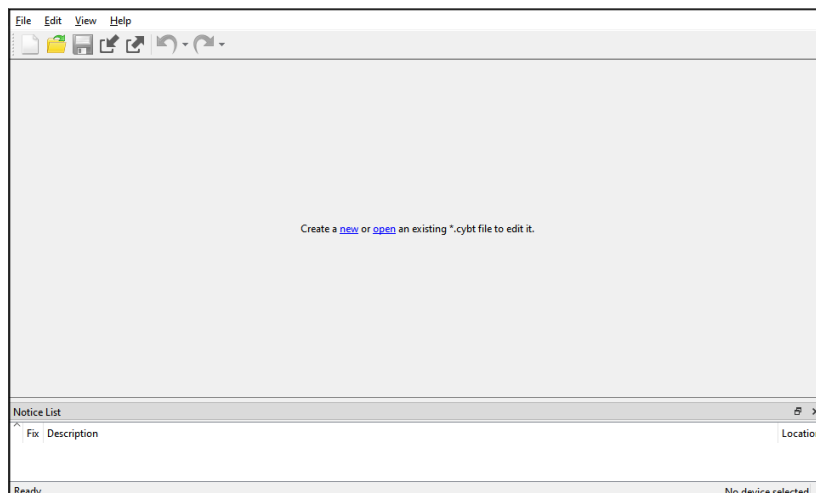 File Edit View Help
Create a new or open an existing *.cybt file to edit it.
Notice List
Fix Description Location
Ready No device selected